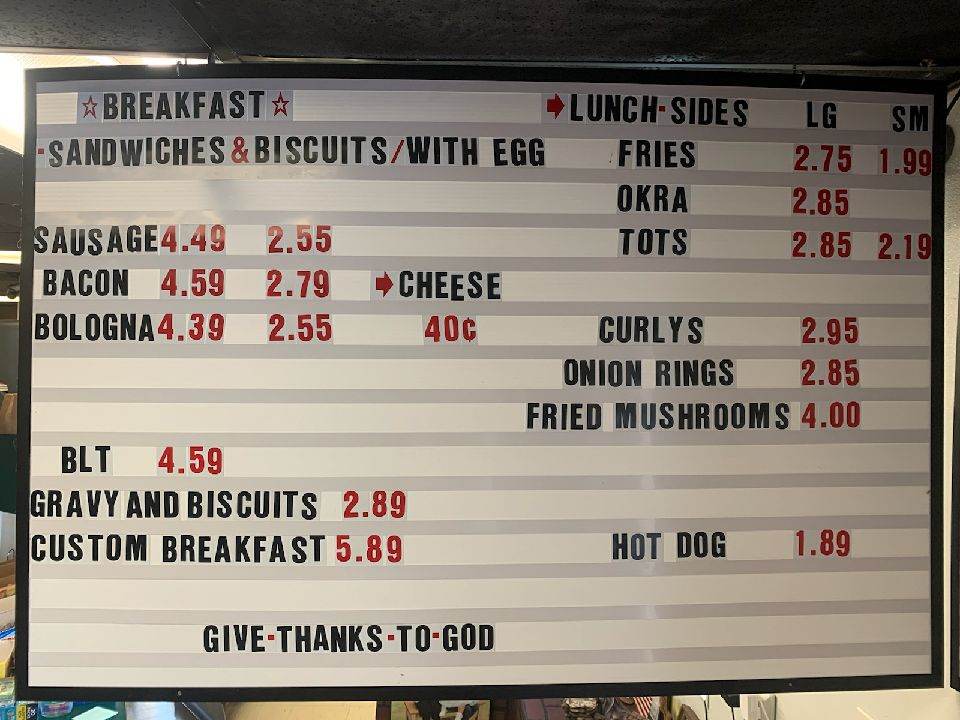 ☆BREAKFAST☆
-SANDWICHES&BISCUITS/WITH EGG
SAUSAGE 4.49 2.55
BACON 4.59 2.79 ➡CHEESE
BOLOGNA 4.39 2.55 40¢
BLT 4.59
GRAVY AND BISCUITS 2.89
CUSTOM BREAKFAST 5.89
➡LUNCH-SIDES LG SM
FRIES 2.75 1.99
OKRA 2.85
TOTS 2.85 2.19
CURLYS 2.95
ONION RINGS 2.85
FRIED MUSHROOMS 4.00
HOT DOG 1.89
GIVE-THANKS-TO-GOD